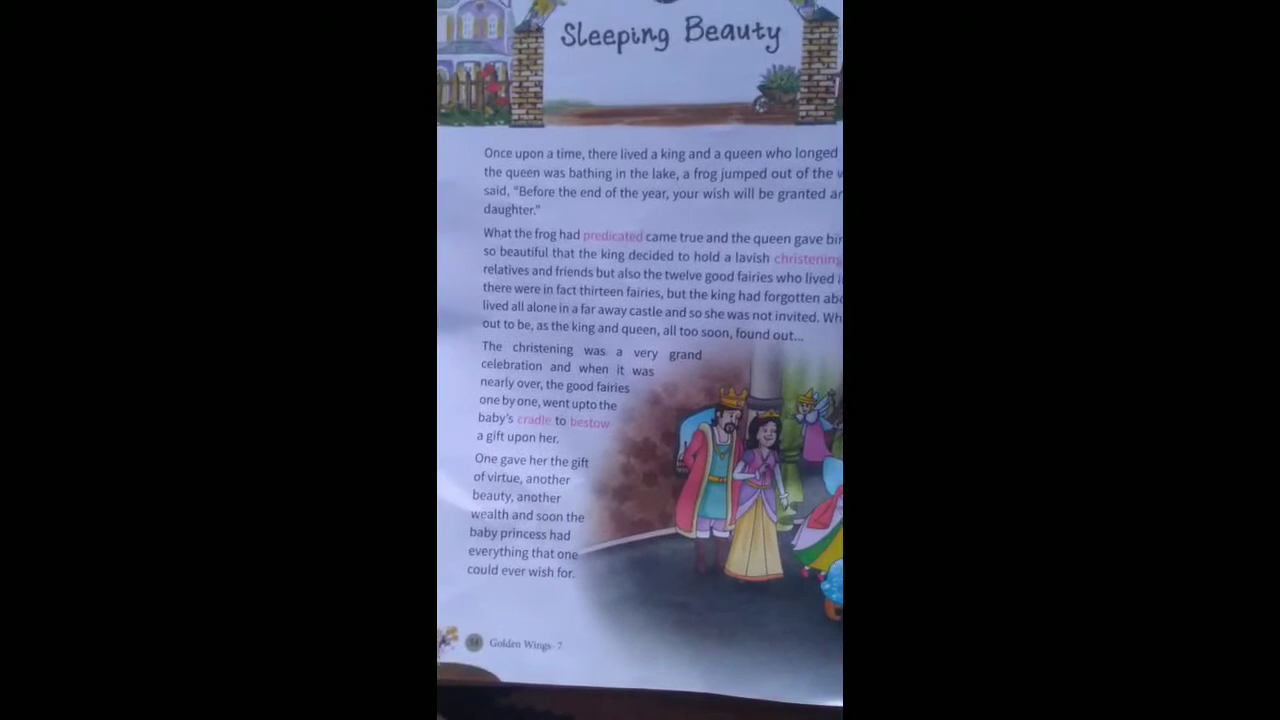 Sleeping Beauty
Once upon a time, there lived a king and a queen who longed
the queen was bathing in the lake, a frog jumped out of the
said, "Before the end of the year, your wish will be granted
daughter."
What the frog had predicated came true and the queen gave
so beautiful that the king decided to hold a lavish christening
relatives and friends but also the twelve good fairies who lived
there were in fact thirteen fairies, but the king had forgotten
lived all alone in a far away castle and so she was not invited.
out to be, as the king and queen, all too soon, found out...
The christening was a very grand
celebration and when it was
nearly over, the good fairies
one by one, went upto the
baby's cradle to bestow
a gift upon her.
One gave her the gift
of virtue, another
beauty, another
wealth and soon the
baby princess had
everything that one
could ever wish for.
Golden Wings-7